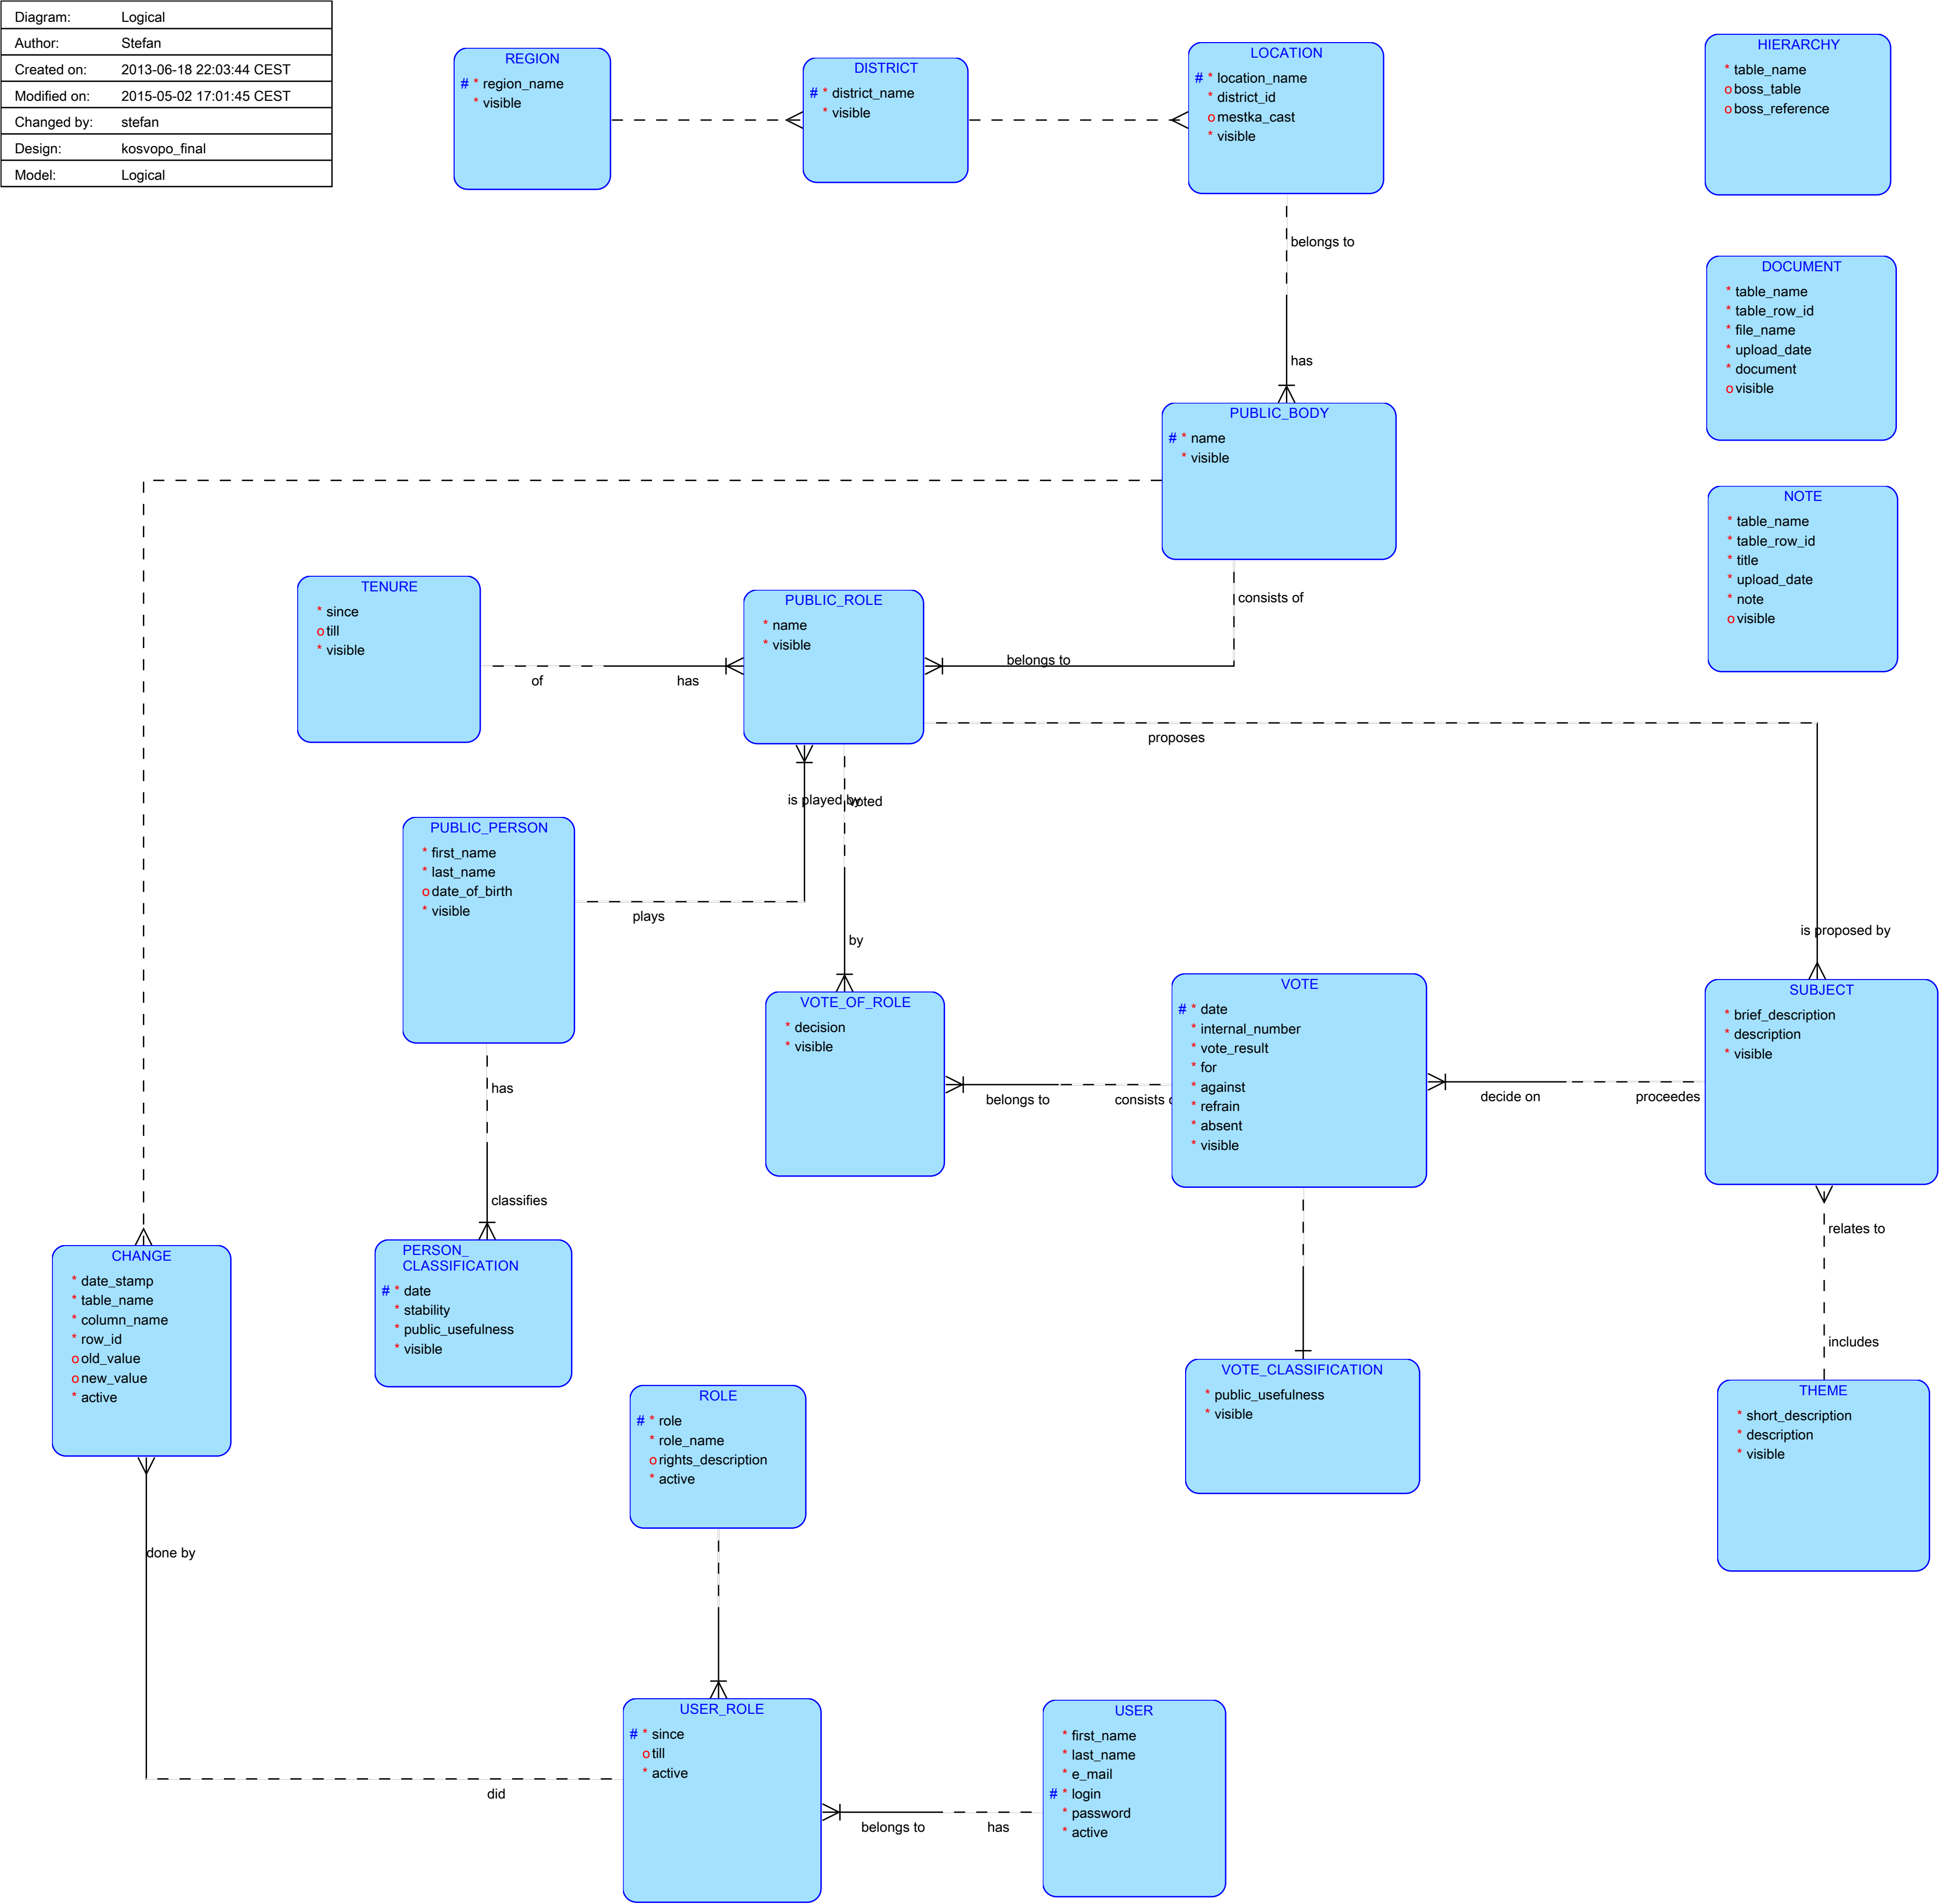 Diagram: Logical
Author: Stefan
Created on: 2013-06-18 22:03:44 CEST
Modified on: 2015-05-02 17:01:45 CEST
Changed by: stefan
Design: kosvopo_final
Model: Logical
REGION
# * region_name
* visible
DISTRICT
# * district_name
* visible
LOCATION
# * location_name
* district_id
o mestka_cast
* visible
HIERARCHY
* table_name
o boss_table
o boss_reference
belongs to
has
DOCUMENT
* table_name
* table_row_id
* file_name
* upload_date
* document
o visible
PUBLIC_BODY
# * name
* visible
NOTE
* table_name
* table_row_id
* title
* upload_date
* note
o visible
consists of
belongs to
TENURE
* since
o till
* visible
of
has
PUBLIC_ROLE
* name
* visible
proposes
is proposed by
is played by
voted
plays
by
PUBLIC_PERSON
* first_name
* last_name
o date_of_birth
* visible
has
classifies
VOTE_OF_ROLE
* decision
* visible
belongs to
consists
VOTE
# * date
* internal_number
* vote_result
* for
* against
* refrain
* absent
* visible
decide on
proceedes
SUBJECT
* brief_description
* description
* visible
relates to
includes
CHANGE
* date_stamp
* table_name
* column_name
* row_id
o old_value
o new_value
* active
PERSON_
CLASSIFICATION
# * date
* stability
* public_usefulness
* visible
VOTE_CLASSIFICATION
* public_usefulness
* visible
THEME
* short_description
* description
* visible
ROLE
# * role
* role_name
o rights_description
* active
done by
did
USER_ROLE
# * since
o till
* active
belongs to
has
USER
* first_name
* last_name
* e_mail
# * login
* password
* active